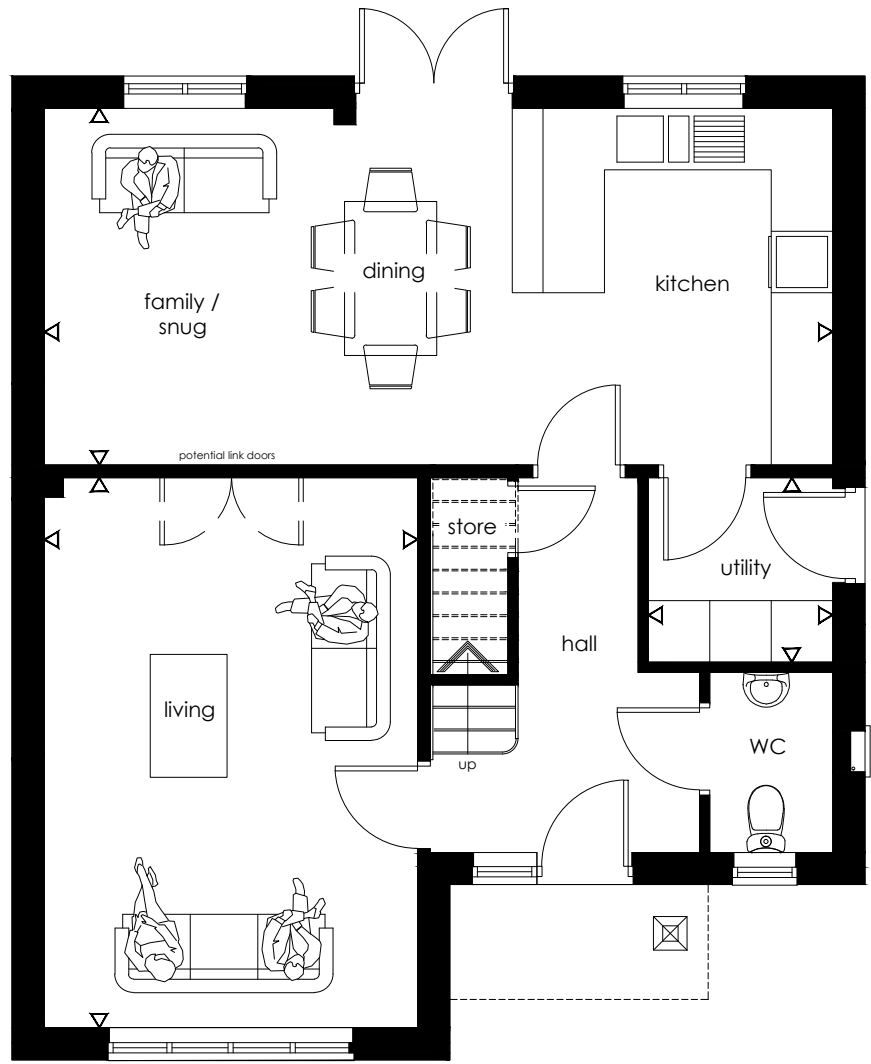 dining
kitchen
family /
snug
potential link doors
store
utility
hall
living
WC
up